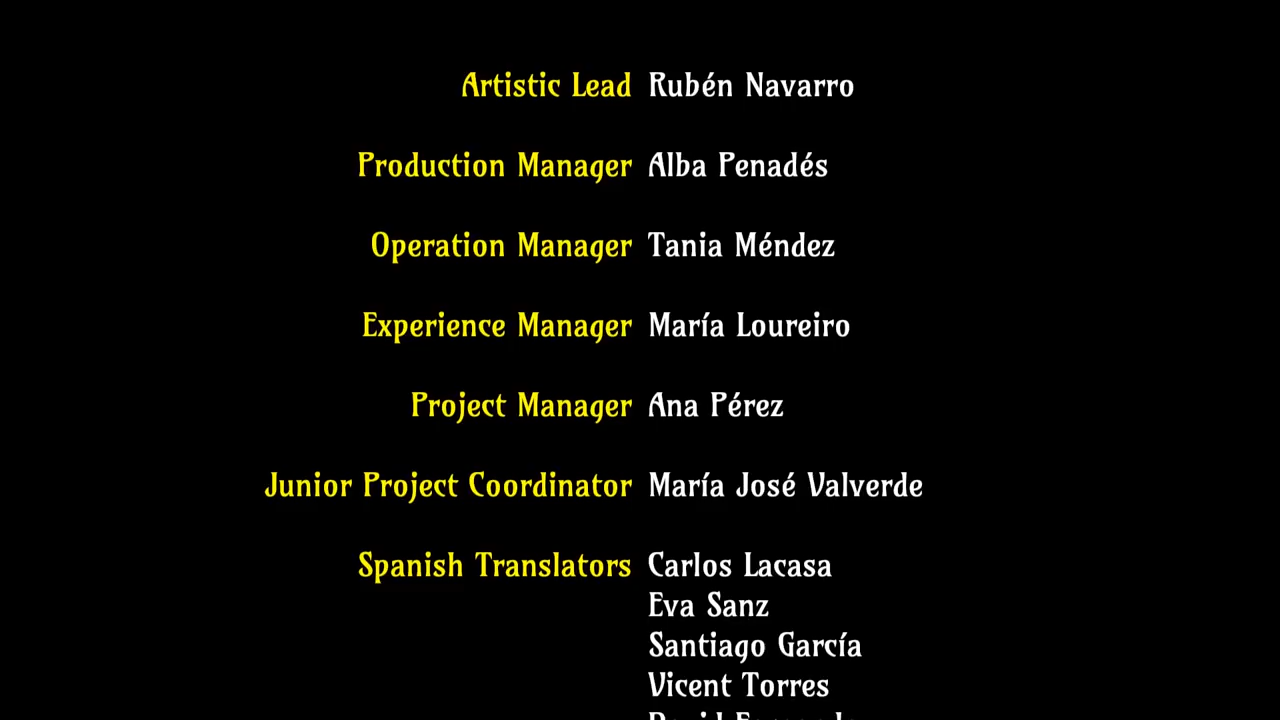 Artistic Lead Rubén Navarro
Production Manager Alba Penadés
Operation Manager Tania Méndez
Experience Manager María Loureiro
Project Manager Ana Pérez
Junior Project Coordinator María José Valverde
Spanish Translators Carlos Lacasa
Eva Sanz
Santiago García
Vicent Torres